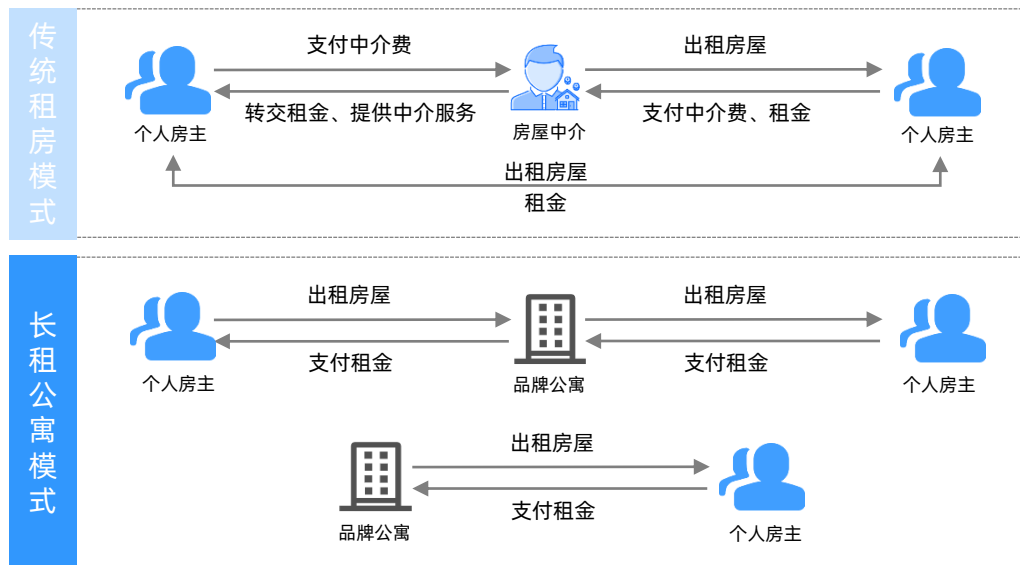 传统租房模式
支付中介费
出租房屋
转交租金、提供中介服务
支付中介费、租金
个人房主
房屋中介
个人房主
出租房屋
租金
长租公寓模式
出租房屋
出租房屋
支付租金
支付租金
个人房主
品牌公寓
个人房主
出租房屋
支付租金
品牌公寓
个人房主